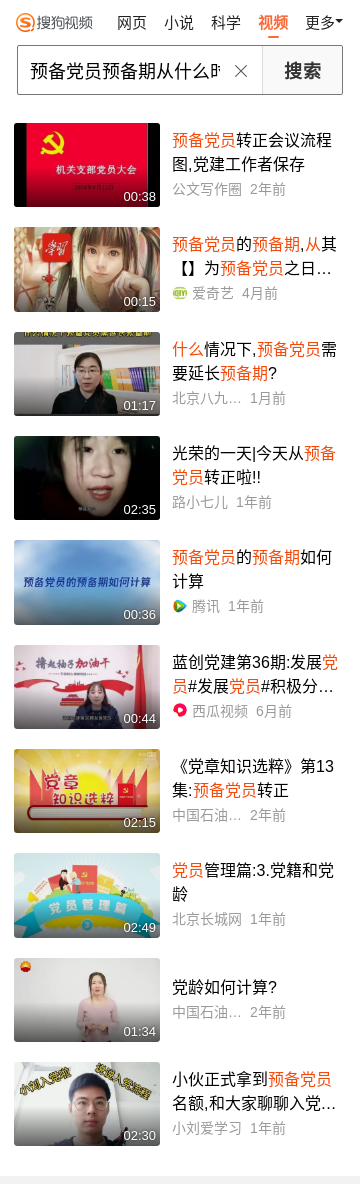 搜狗视频
网页
小说
科学
视频
更多
预备党员预备期从什么
搜索
机关支部党员大会
00:38
预备党员转正会议流程
图,党建工作者保存
公文写作圈 2年前
学习
00:15
预备党员的预备期,从其
【】为预备党员之日…
爱奇艺 4月前
01:17
什么情况下,预备党员需
要延长预备期?
北京八九… 1月前
02:35
光荣的一天|今天从预备
党员转正啦!!
路小七儿 1年前
预备党员的预备期如何计算
00:36
预备党员的预备期如何
计算
腾讯 1年前
撸起袖子加油干
00:44
蓝创党建第36期:发展党
员#发展党员#积极分…
西瓜视频 6月前
党章
知识选粹
02:15
《党章知识选粹》第13
集:预备党员转正
中国石油… 2年前
党员管理篇
3
02:49
党员管理篇:3.党籍和党
龄
北京长城网 1年前
01:34
党龄如何计算?
中国石油… 2年前
小刘入党啦
02:30
小伙正式拿到预备党员
名额,和大家聊聊入党…
小刘爱学习 1年前